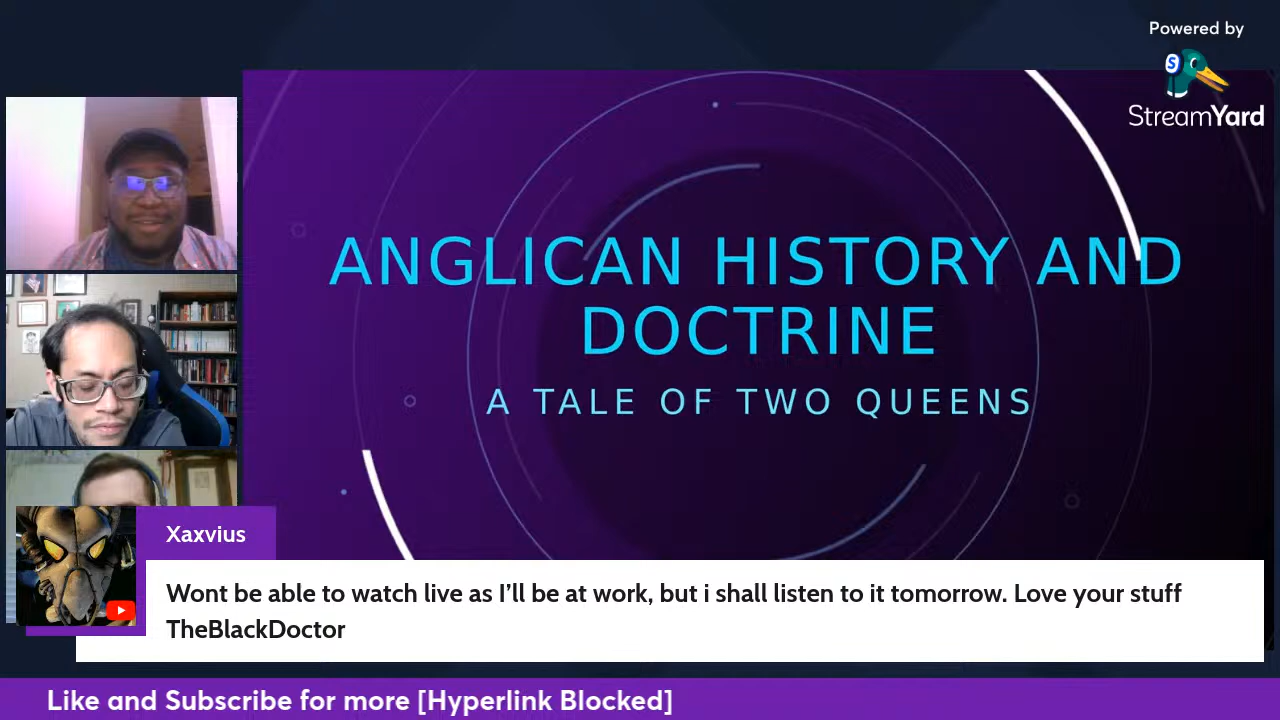 Powered by
S
StreamYard
ANGLICAN HISTORY AND
DOCTRINE
A TALE OF TWO QUEENS
Xaxvius
Wont be able to watch live as I’ll be at work, but i shall listen to it tomorrow. Love your stuff
TheBlackDoctor
Like and Subscribe for more [Hyperlink Blocked]